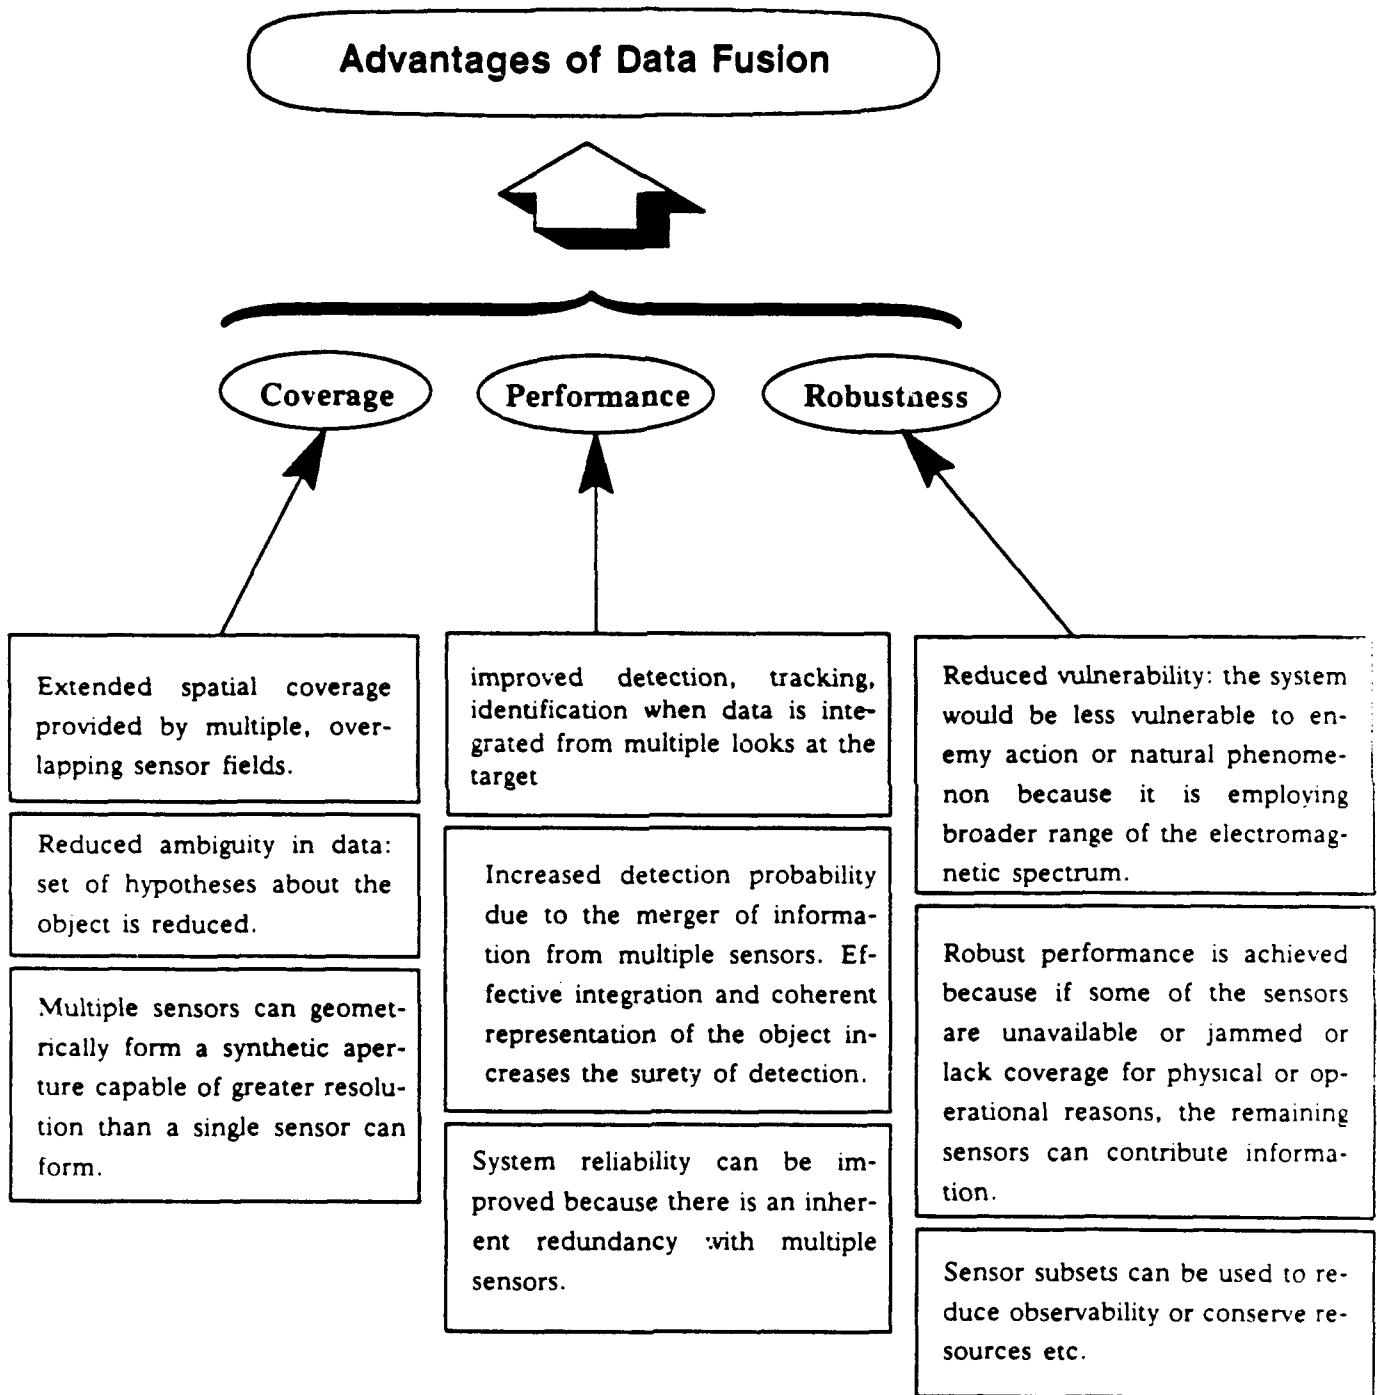 Advantages of Data Fusion
Coverage
Performance
Robustness
Extended spatial coverage
provided by multiple, over-
lapping sensor fields.
Reduced ambiguity in data:
set of hypotheses about the
object is reduced.
Multiple sensors can geomet-
rically form a synthetic aper-
ture capable of greater resolu-
tion than a single sensor can
form.
improved detection, tracking,
identification when data is inte-
grated from multiple looks at the
target
Increased detection probability
due to the merger of informa-
tion from multiple sensors. Ef-
fective integration and coherent
representation of the object in-
creases the surety of detection.
System reliability can be im-
proved because there is an inher-
ent redundancy with multiple
sensors.
Reduced vulnerability: the system
would be less vulnerable to en-
emy action or natural phenome-
non because it is employing
broader range of the electromag-
netic spectrum.
Robust performance is achieved
because if some of the sensors
are unavailable or jammed or
lack coverage for physical or op-
erational reasons, the remaining
sensors can contribute informa-
tion.
Sensor subsets can be used to re-
duce observability or conserve re-
sources etc.